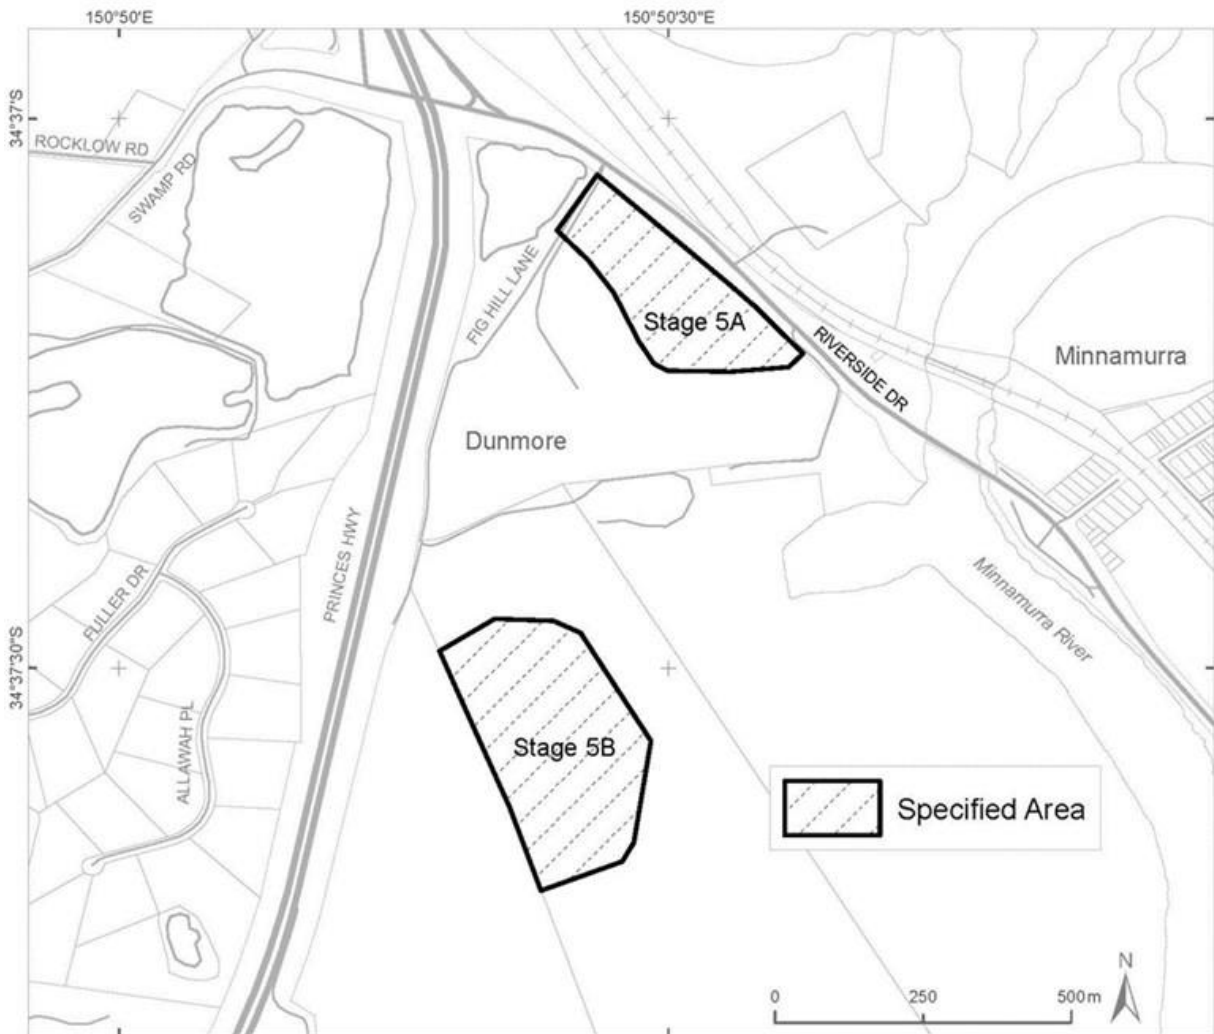 150°50'E
150°50'30"E
34°37'S
ROCKLOW RD
SWAMP RD
FIG HILL LANE
Stage 5A
RIVERSIDE DR
Minnamurra
Dunmore
PRINCES HWY
FULLER DR
Minnamurra River
34°37'30"S
ALLAWAH PL
Stage 5B
Specified Area
N
0 250 500m